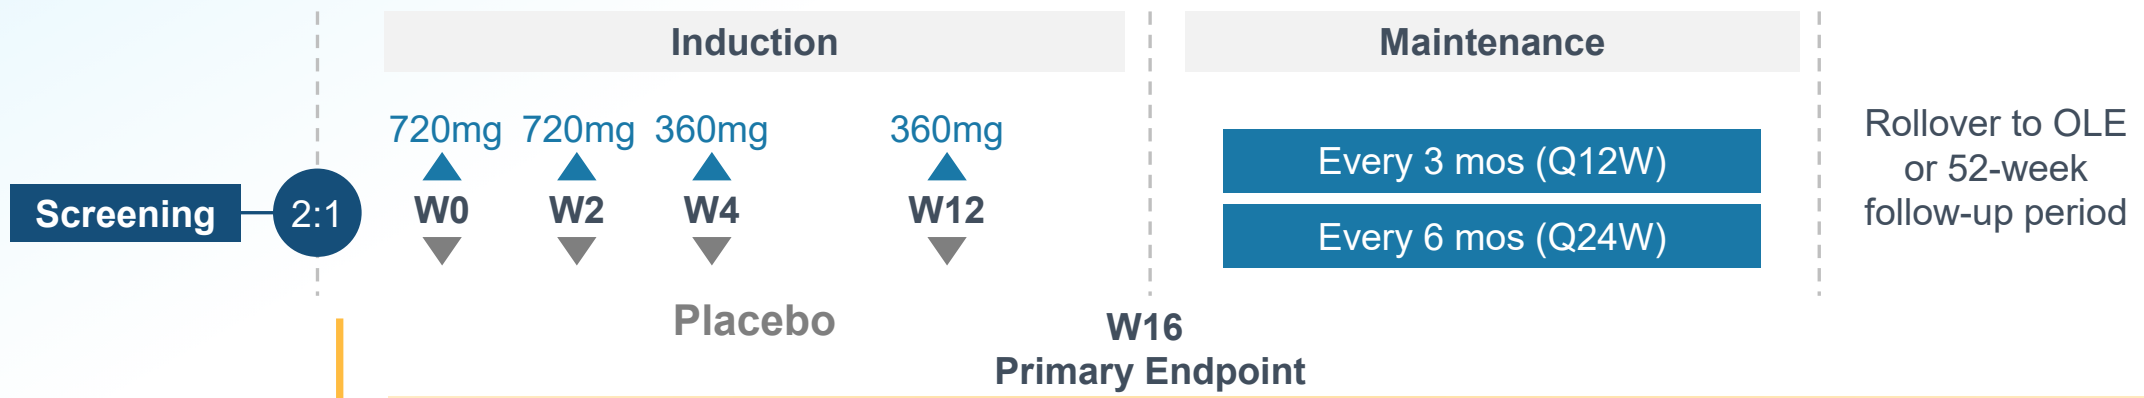 Induction
Maintenance
720mg 720mg 360mg 360mg
Every 3 mos (Q12W)
Rollover to OLE
or 52-week
follow-up period
Screening
2:1
W0 W2 W4 W12
Every 6 mos (Q24W)
Placebo
W16
Primary Endpoint